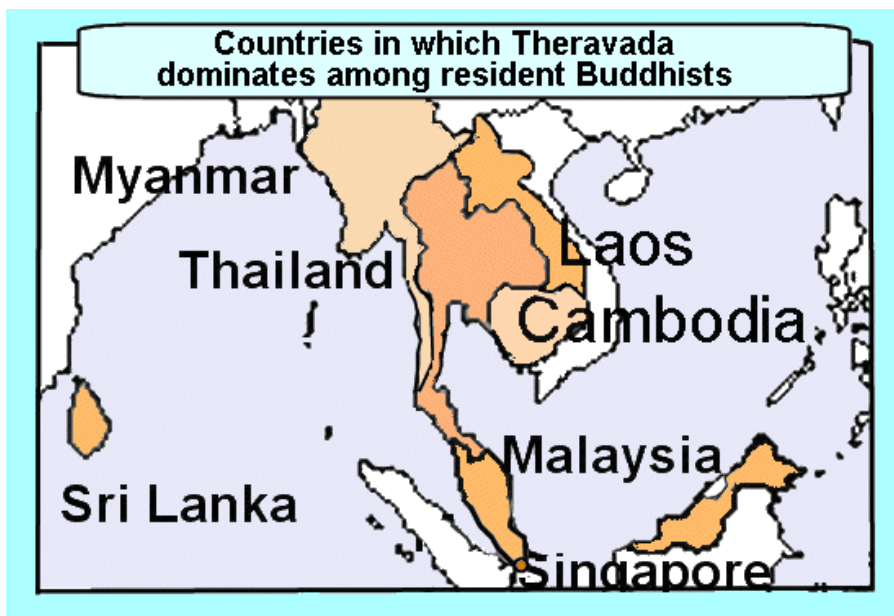 Countries in which Theravada
dominates among resident Buddhists
Myanmar
Laos
Thailand
Cambodia
Malaysia
Sri Lanka
Singapore